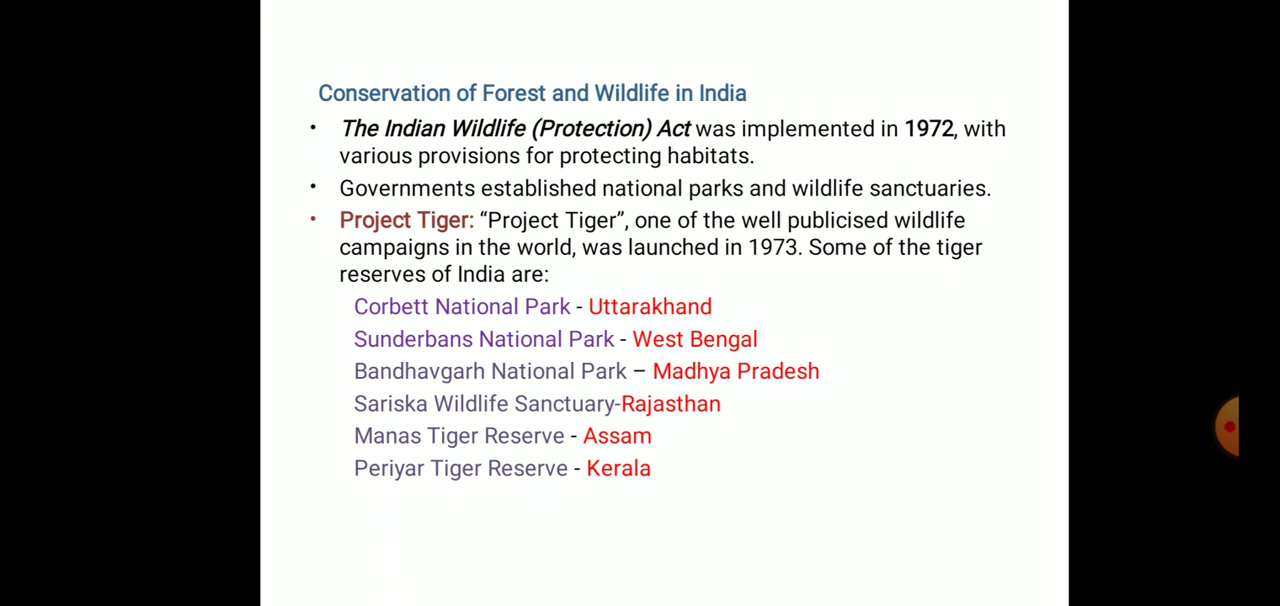 Conservation of Forest and Wildlife in India
• The Indian Wildlife (Protection) Act was implemented in 1972, with
various provisions for protecting habitats.
• Governments established national parks and wildlife sanctuaries.
• Project Tiger: “Project Tiger”, one of the well publicised wildlife
campaigns in the world, was launched in 1973. Some of the tiger
reserves of India are:
Corbett National Park - Uttarakhand
Sunderbans National Park - West Bengal
Bandhavgarh National Park – Madhya Pradesh
Sariska Wildlife Sanctuary-Rajasthan
Manas Tiger Reserve - Assam
Periyar Tiger Reserve - Kerala